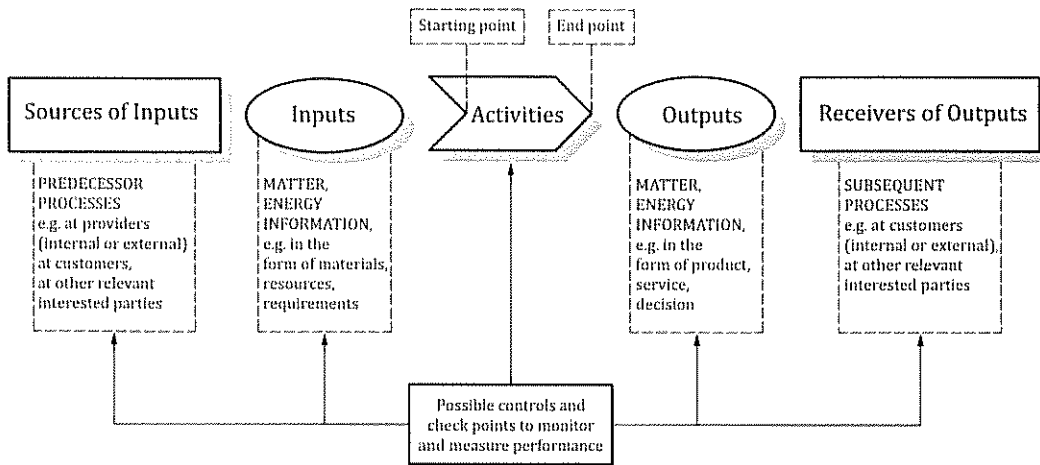 Starting point
End point
Sources of Inputs
Inputs
Activities
Outputs
Receivers of Outputs
PREDECESSOR
PROCESSES
e.g. at providers
(internal or external)
at customers,
at other relevant
interested parties
MATTER,
ENERGY
INFORMATION,
e.g. in the
form of materials,
resources,
requirements
MATTER,
ENERGY
INFORMATION,
e.g. in the
form of product,
service,
decision
SUBSEQUENT
PROCESSES
e.g. at customers
(internal or external),
at other relevant
interested parties
Possible controls and
check points to monitor
and measure performance